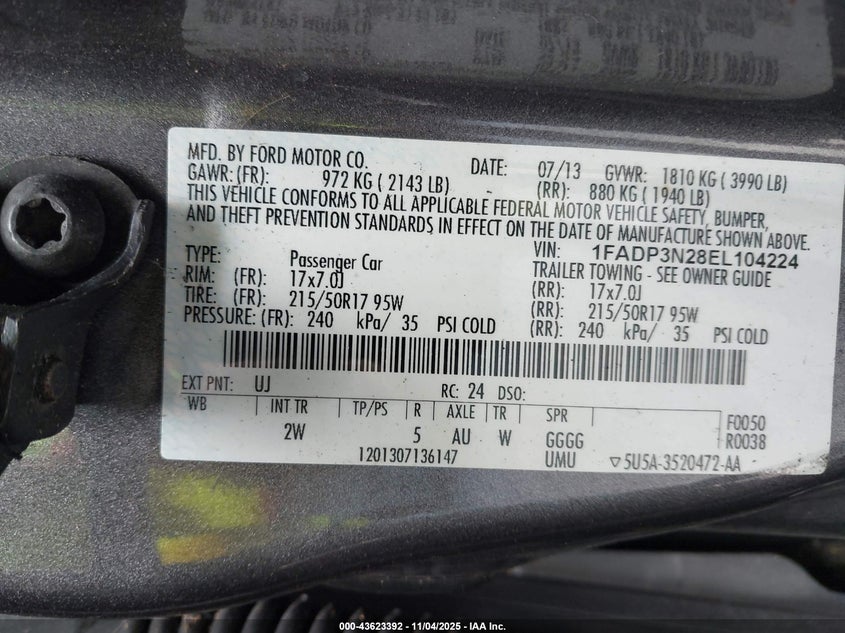 MFD. BY FORD MOTOR CO. DATE: 07/13 GVWR: 1810 KG ( 3990 LB)
GAWR:(FR): 972 KG ( 2143 LB) (RR): 880 KG ( 1940 LB)
THIS VEHICLE CONFORMS TO ALL APPLICABLE FEDERAL MOTOR VEHICLE SAFETY, BUMPER,
AND THEFT PREVENTION STANDARDS IN EFFECT ON THE DATE OF MANUFACTURE SHOWN ABOVE.
VIN: 1FADP3N28EL104224
TYPE: Passenger Car TRAILER TOWING - SEE OWNER GUIDE
RIM: (FR) 17x7.0J (RR): 17x7.0J
TIRE: (FR) 215/50R17 95W (RR): 215/50R17 95W
PRESSURE: (FR): 240 kPa/ 35 PSI COLD (RR): 240 kPa/ 35 PSI COLD
EXT PNT: UJ RC: 24 DSO:
WB INT TR TP/PS R AXLE TR SPR F0050
2W 5 AU W GGGG R0038
1201307136147 UMU ▽5U5A-3520472-AA
000-43623392 - 11/04/2025 - IAA Inc.